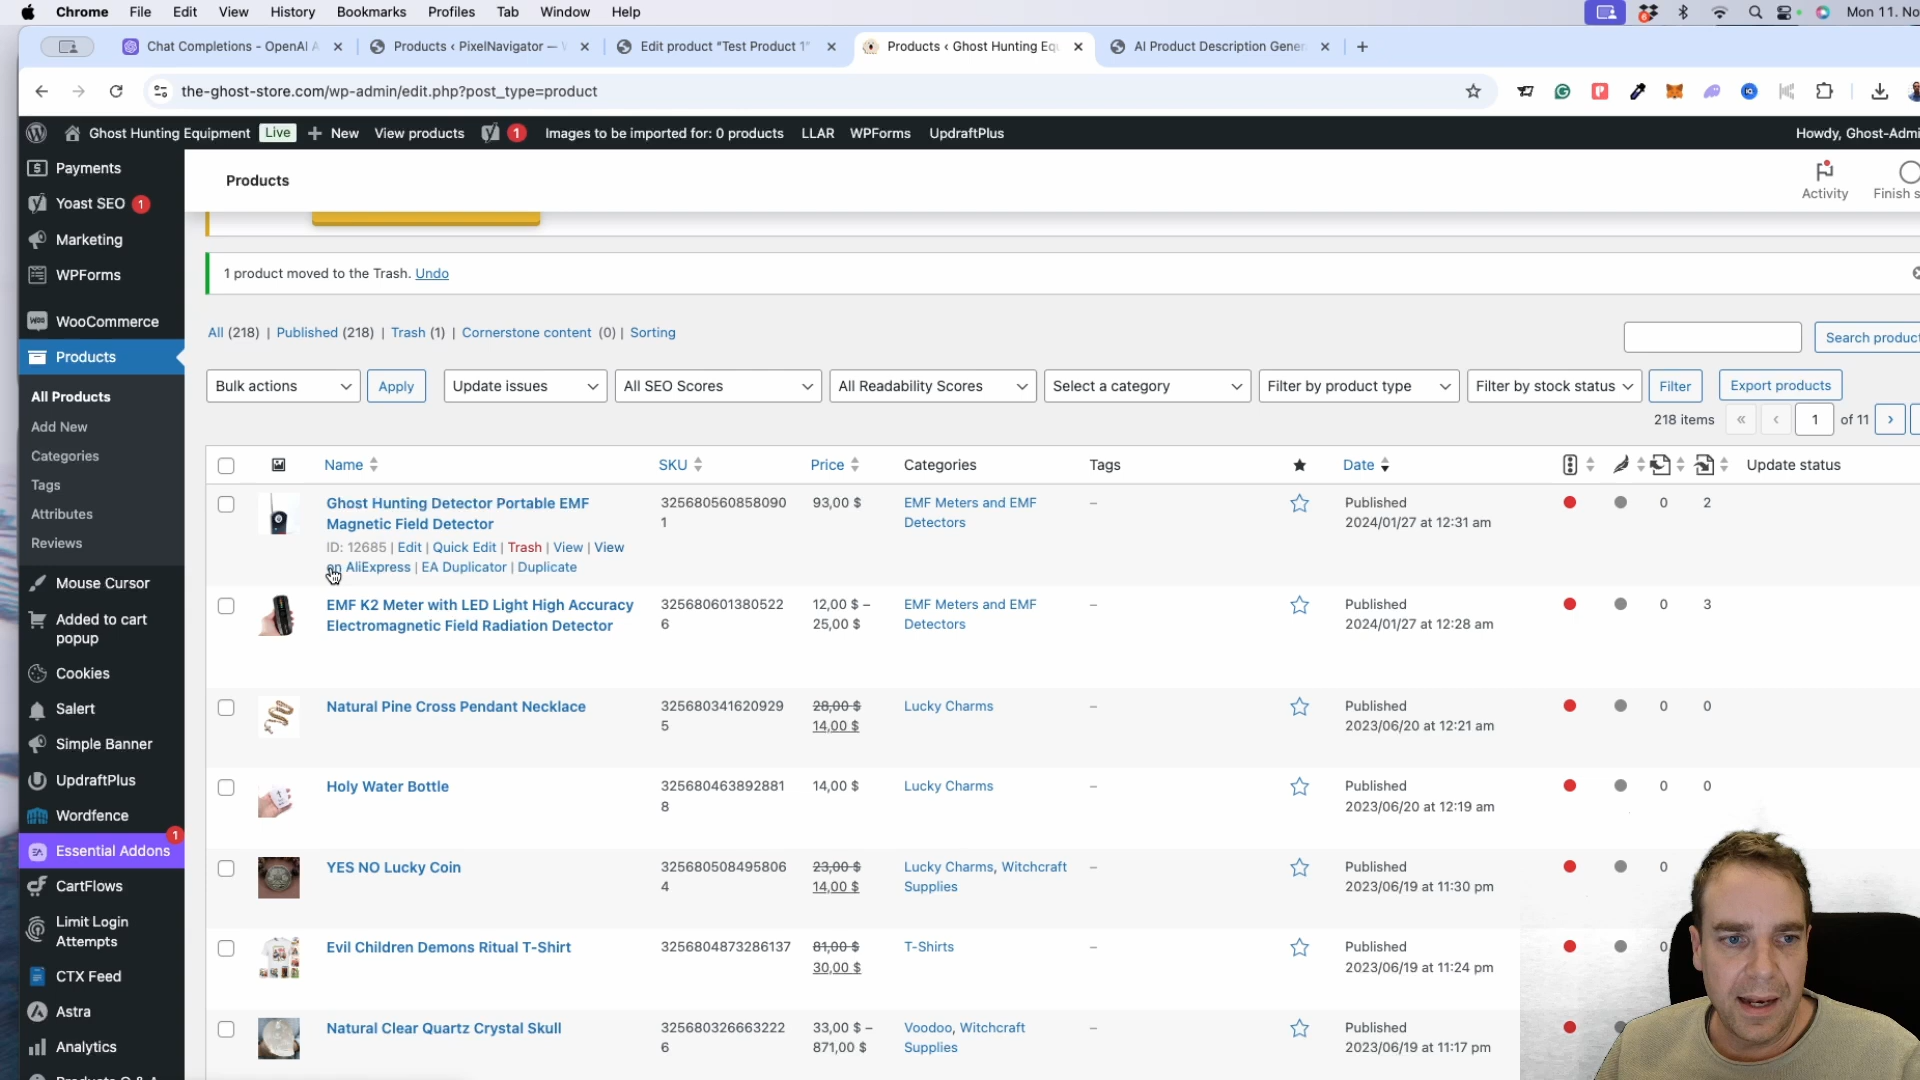 Chrome File Edit View History Bookmarks Profiles Tab Window Help
Mon 11. No
Chat Completions - OpenAI A
Products ‹ PixelNavigator —
Edit product "Test Product 1"
Products ‹ Ghost Hunting Eq
AI Product Description Gener
the-ghost-store.com/wp-admin/edit.php?post_type=product
Ghost Hunting Equipment Live + New View products 1 Images to be imported for: 0 products LLAR WPForms UpdraftPlus
Howdy, Ghost-Admi
Payments
Yoast SEO 1
Marketing
WPForms
WooCommerce
Products
All Products
Add New
Categories
Tags
Attributes
Reviews
Mouse Cursor
Added to cart
popup
Cookies
Salert
Simple Banner
UpdraftPlus
Wordfence
Essential Addons 1
CartFlows
Limit Login
Attempts
CTX Feed
Astra
Analytics
Products
Activity
Finish s
1 product moved to the Trash. Undo
All (218) | Published (218) | Trash (1) | Cornerstone content (0) | Sorting
Search product
Bulk actions Apply Update issues All SEO Scores All Readability Scores Select a category Filter by product type Filter by stock status Filter Export products
218 items « ‹ 1 of 11 ›
Name SKU Price Categories Tags Date Update status
Ghost Hunting Detector Portable EMF
Magnetic Field Detector
ID: 12685 | Edit | Quick Edit | Trash | View | View
on AliExpress | EA Duplicator | Duplicate
325680560858090
1
93,00 $
EMF Meters and EMF
Detectors
–
Published
2024/01/27 at 12:31 am
0 2
EMF K2 Meter with LED Light High Accuracy
Electromagnetic Field Radiation Detector
325680601380522
6
12,00 $ –
25,00 $
EMF Meters and EMF
Detectors
–
Published
2024/01/27 at 12:28 am
0 3
Natural Pine Cross Pendant Necklace
325680341620929
5
28,00 $
14,00 $
Lucky Charms
–
Published
2023/06/20 at 12:21 am
0 0
Holy Water Bottle
325680463892881
8
14,00 $
Lucky Charms
–
Published
2023/06/20 at 12:19 am
0 0
YES NO Lucky Coin
325680508495806
4
23,00 $
14,00 $
Lucky Charms, Witchcraft
Supplies
–
Published
2023/06/19 at 11:30 pm
0
Evil Children Demons Ritual T-Shirt
3256804873286137
81,00 $
30,00 $
T-Shirts
–
Published
2023/06/19 at 11:24 pm
0
Natural Clear Quartz Crystal Skull
325680326663222
6
33,00 $ –
871,00 $
Voodoo, Witchcraft
Supplies
–
Published
2023/06/19 at 11:17 pm